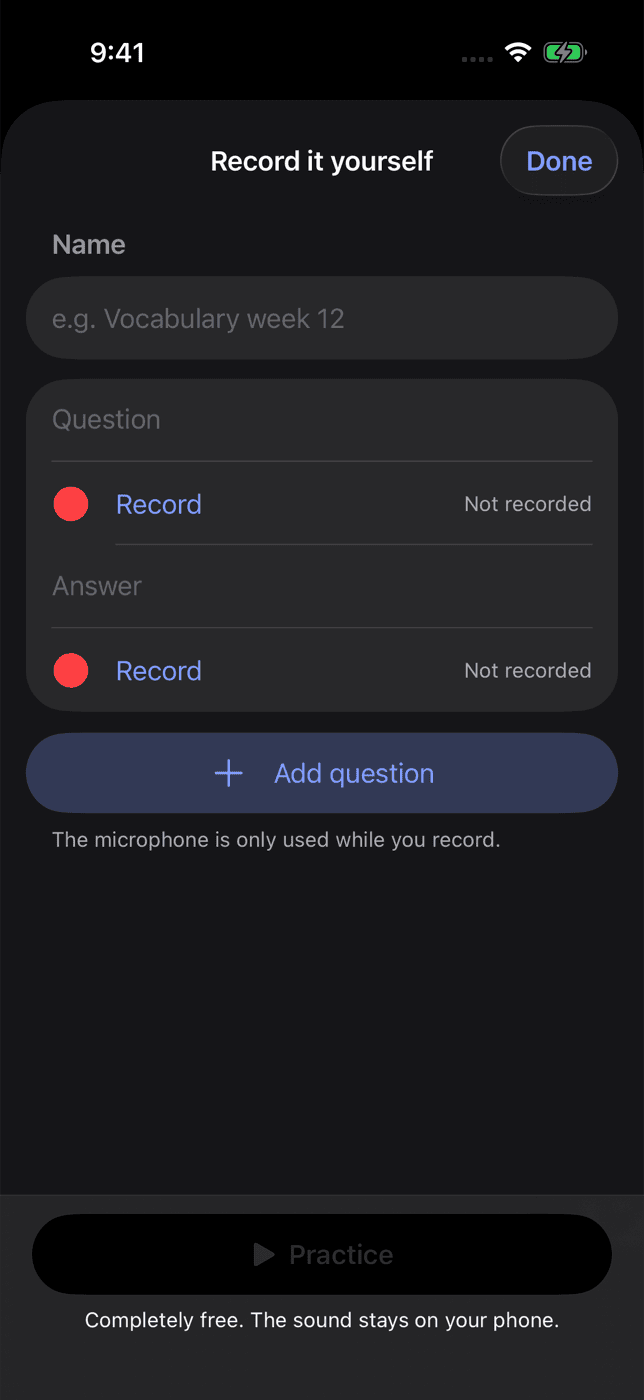 9:41
Record it yourself
Done
Name
e.g. Vocabulary week 12
Question
Record
Not recorded
Answer
Record
Not recorded
Add question
The microphone is only used while you record.
Practice
Completely free. The sound stays on your phone.